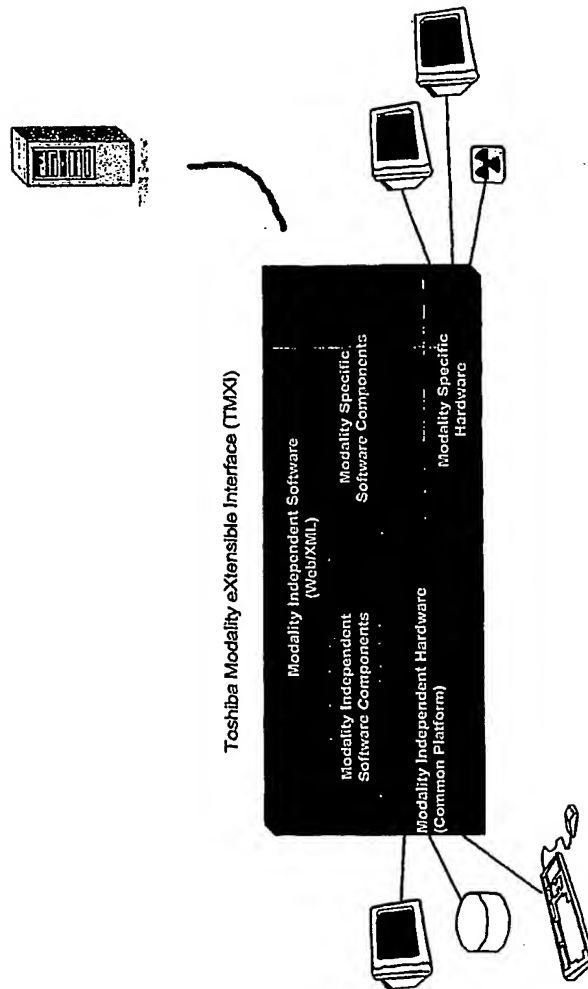 Toshiba Modality eXtensible Interface (TMXI)
Modality Independent Software
(Web/XML)
Modality Independent
Software Components
Modality Specific
Software Components
Modality Independent Hardware
(Common Platform)
Modality Specific
Hardware